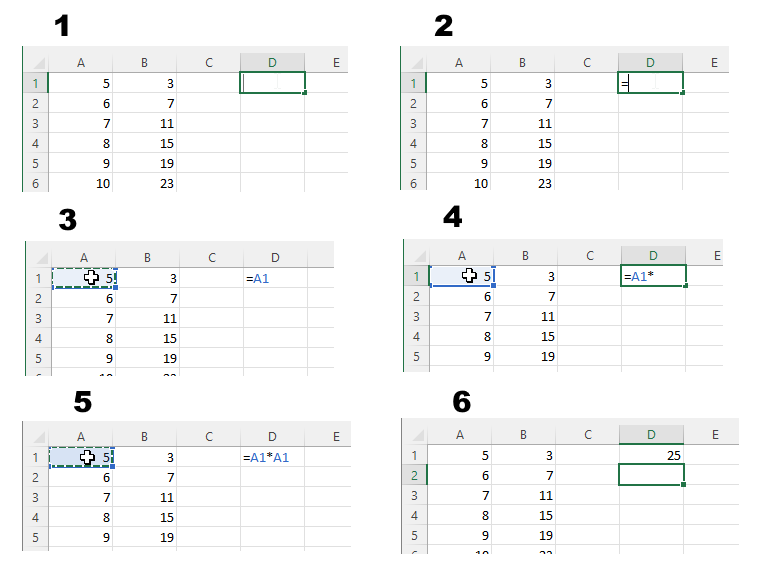 1
A B C D E
1 5 3
2 6 7
3 7 11
4 8 15
5 9 19
6 10 23
2
A B C D E
1 5 3 =
2 6 7
3 7 11
4 8 15
5 9 19
6 10 23
3
A B C D
1 5 3 =A1
2 6 7
3 7 11
4 8 15
5 9 19
4
A B C D E
1 5 3 =A1*
2 6 7
3 7 11
4 8 15
5 9 19
5
A B C D E
1 5 3 =A1*A1
2 6 7
3 7 11
4 8 15
5 9 19
6
A B C D E
1 5 3 25
2 6 7
3 7 11
4 8 15
5 9 19